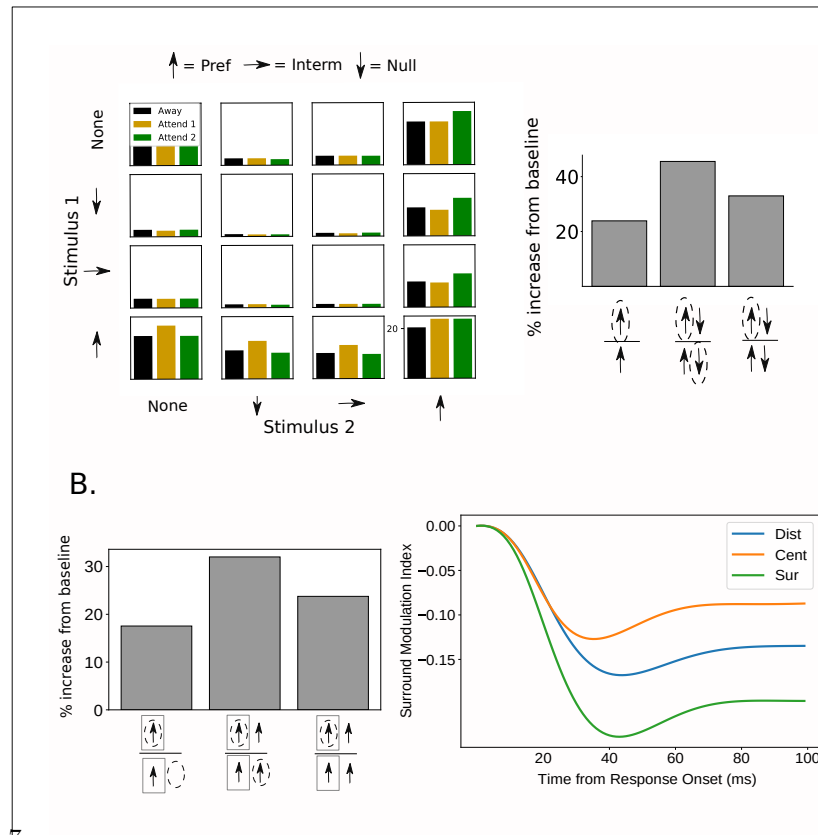 = Pref = Interm = Null
None
Away
Attend 1
Attend 2
Stimulus 1
20
None
Stimulus 2
% increase from baseline
40
20
B.
% increase from baseline
30
20
10
0
Surround Modulation Index
0.00
−0.05
−0.10
−0.15
Dist
Cent
Sur
20 40 60 80 100
Time from Response Onset (ms)